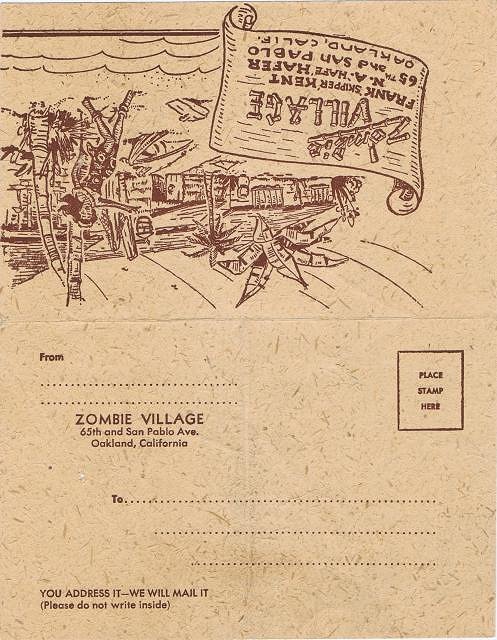 Zombie
VILLAGE
FRANK "SKIPPER" KENT
N. A. "HAFE" HAFER
65TH and SAN PABLO
OAKLAND, CALIF.
From
PLACE
STAMP
HERE
ZOMBIE VILLAGE
65th and San Pablo Ave.
Oakland, California
To
YOU ADDRESS IT—WE WILL MAIL IT
(Please do not write inside)